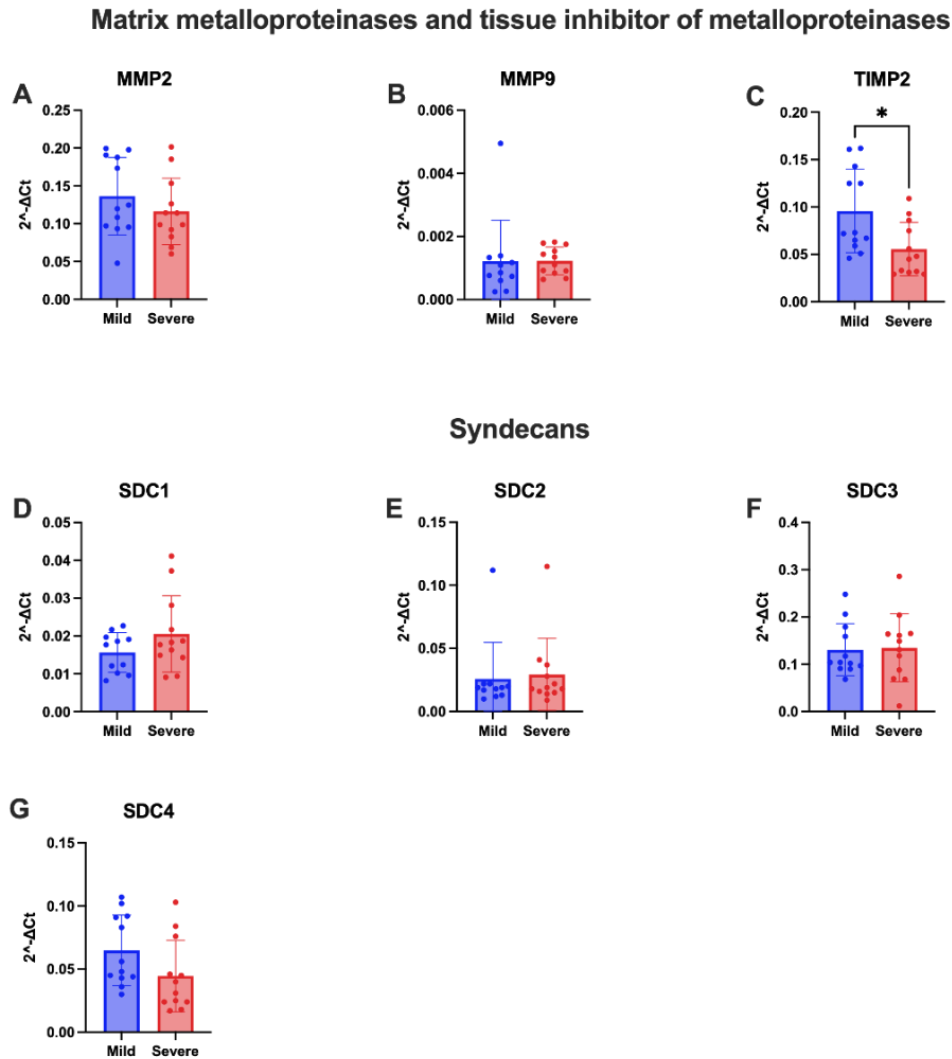 Matrix metalloproteinases and tissue inhibitor of metalloproteinases
A
MMP2
2^-ΔCt
0.25
0.20
0.15
0.10
0.05
0.00
Mild Severe
B
MMP9
2^-ΔCt
0.006
0.004
0.002
0.000
Mild Severe
C
TIMP2
2^-ΔCt
0.20
0.15
0.10
0.05
0.00
*
Mild Severe
Syndecans
D
SDC1
2^-ΔCt
0.05
0.04
0.03
0.02
0.01
0.00
Mild Severe
E
SDC2
2^-ΔCt
0.15
0.10
0.05
0.00
Mild Severe
F
SDC3
2^-ΔCt
0.4
0.3
0.2
0.1
0.0
Mild Severe
G
SDC4
2^-ΔCt
0.15
0.10
0.05
0.00
Mild Severe